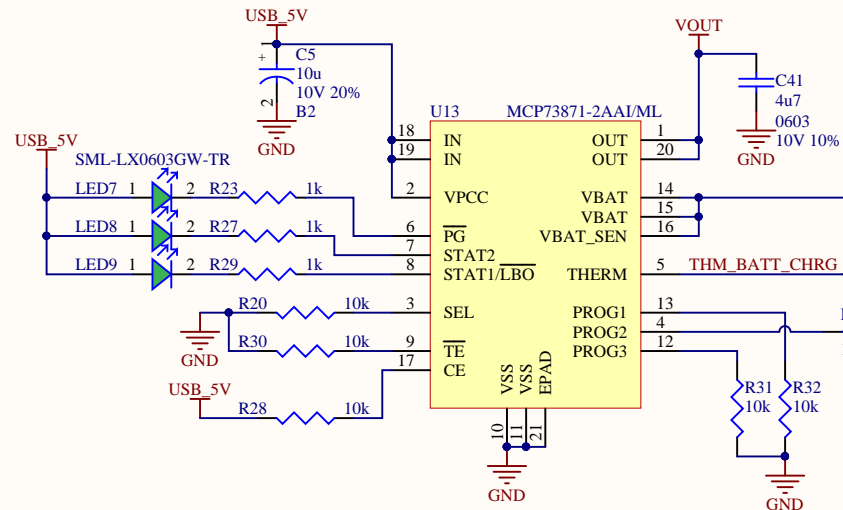 USB_5V
VOUT
1
+
C5
10u
10V 20%
B2
2
GND
C41
4u7
0603
10V 10%
GND
U13
MCP73871-2AAI/ML
USB_5V
SML-LX0603GW-TR
18
IN
19
IN
2
VPCC
6
PG
7
STAT2
8
STAT1/LBO
3
SEL
9
TE
17
CE
OUT
1
OUT
20
VBAT
14
VBAT
15
VBAT_SEN
16
THERM
5
THM_BATT_CHRG
PROG1
13
PROG2
4
PROG3
12
LED7
1
2
R23
1k
LED8
1
2
R27
1k
LED9
1
2
R29
1k
R20
10k
R30
10k
GND
USB_5V
R28
10k
VSS
VSS
EPAD
10
11
21
GND
R31
10k
R32
10k
GND